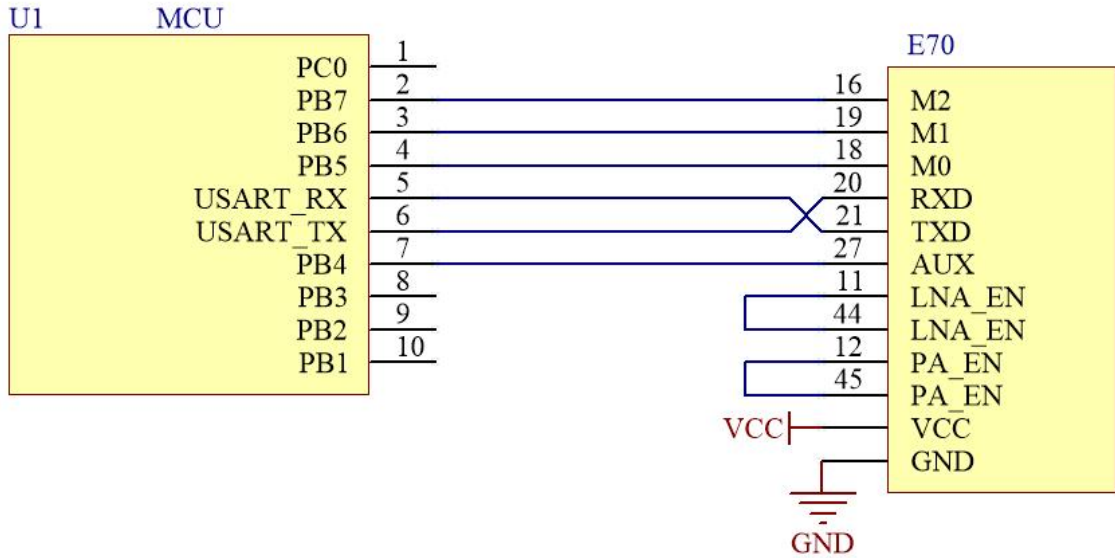 U1 MCU
E70
PC0 1
PB7 2 16 M2
PB6 3 19 M1
PB5 4 18 M0
USART_RX 5 20 RXD
USART_TX 6 21 TXD
PB4 7 27 AUX
PB3 8 11 LNA_EN
PB2 9 44 LNA_EN
PB1 10 12 PA_EN
45 PA_EN
VCC VCC
GND
GND